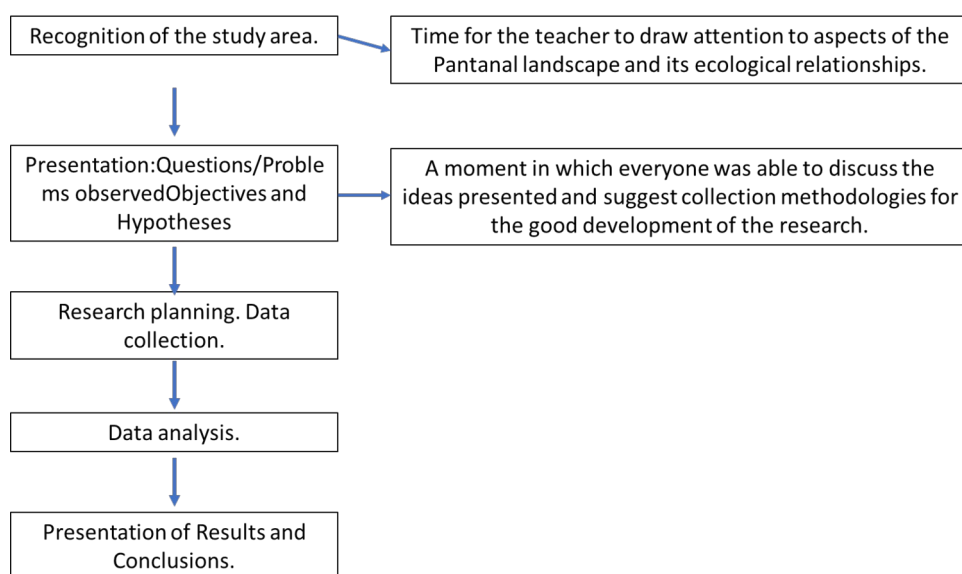 Recognition of the study area.
Time for the teacher to draw attention to aspects of the
Pantanal landscape and its ecological relationships.
Presentation:Questions/Proble
ms observedObjectives and
Hypotheses
A moment in which everyone was able to discuss the
ideas presented and suggest collection methodologies for
the good development of the research.
Research planning. Data
collection.
Data analysis.
Presentation of Results and
Conclusions.